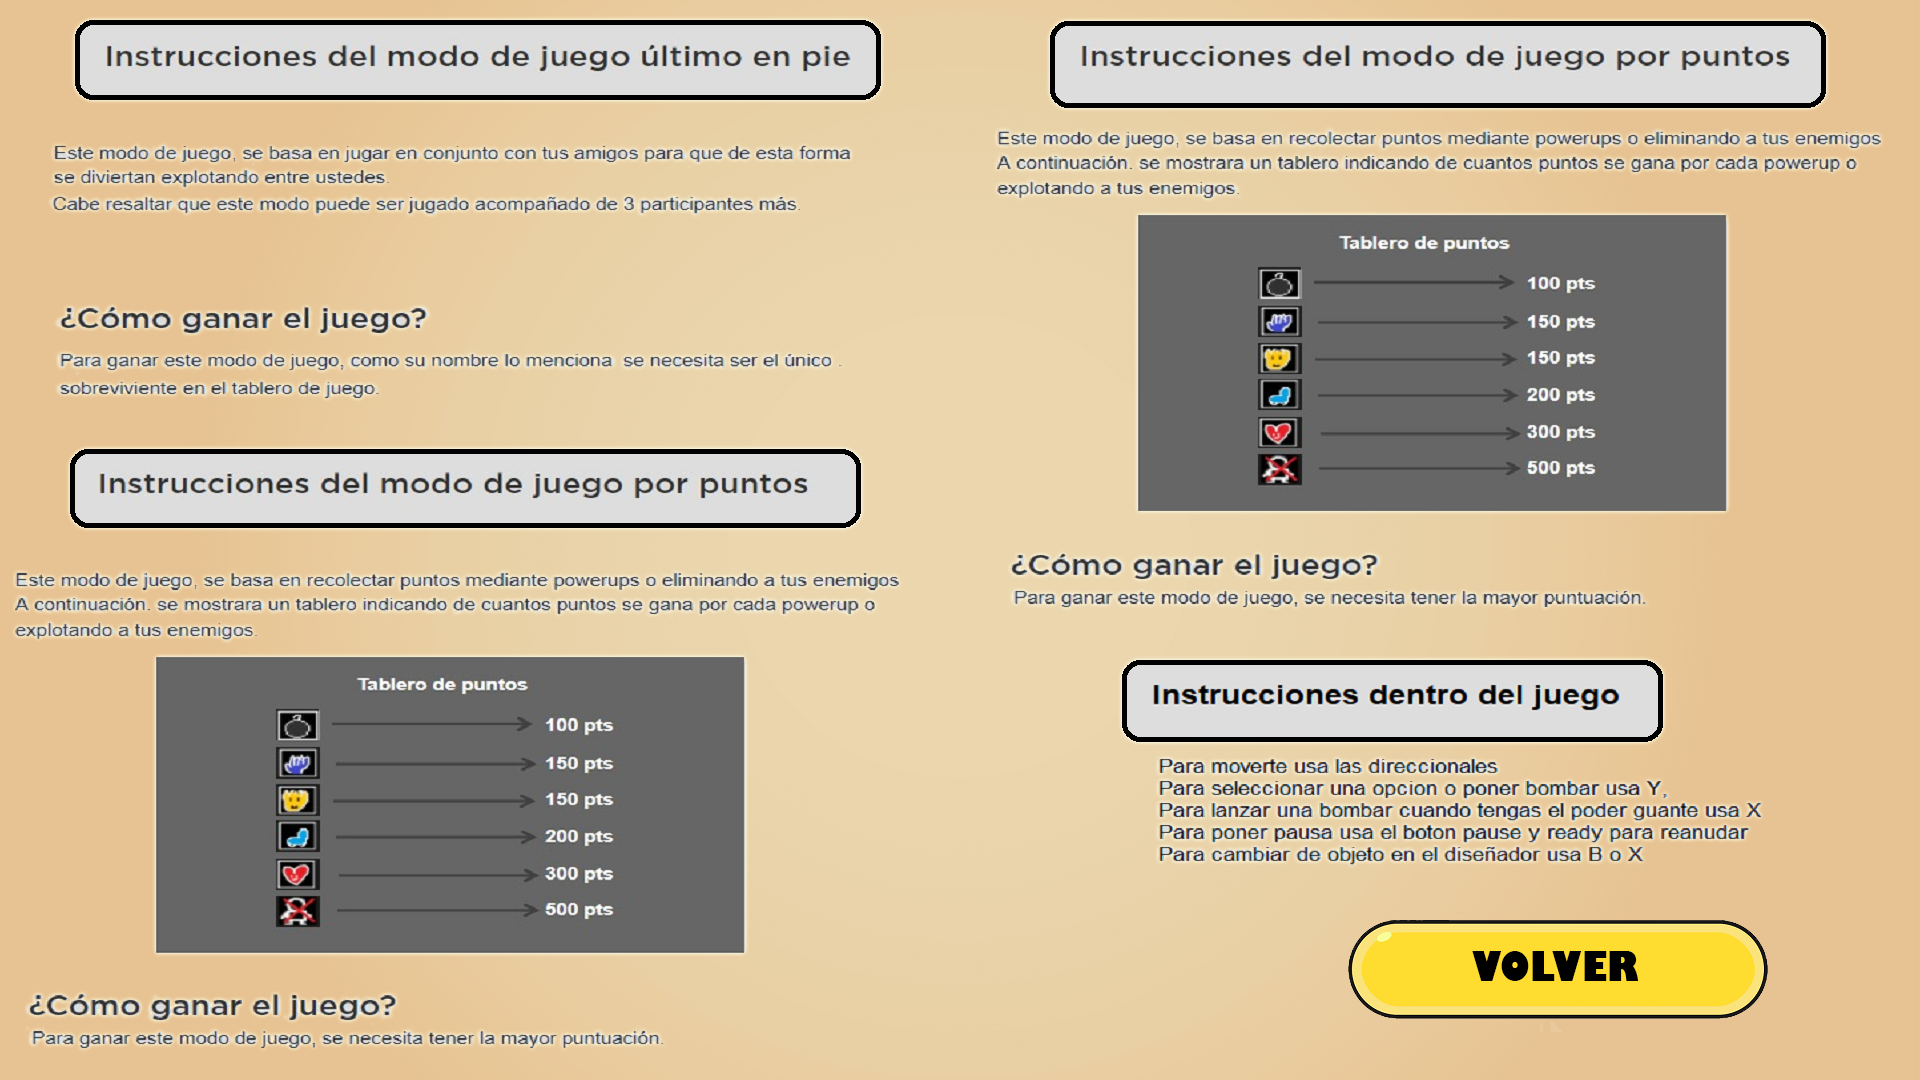 Instrucciones del modo de juego último en pie
Este modo de juego, se basa en jugar en conjunto con tus amigos para que de esta forma
se diviertan explotando entre ustedes.
Cabe resaltar que este modo puede ser jugado acompañado de 3 participantes más.
¿Cómo ganar el juego?
Para ganar este modo de juego, como su nombre lo menciona se necesita ser el único .
sobreviviente en el tablero de juego.
Instrucciones del modo de juego por puntos
Este modo de juego, se basa en recolectar puntos mediante powerups o eliminando a tus enemigos
A continuación. se mostrara un tablero indicando de cuantos puntos se gana por cada powerup o
explotando a tus enemigos.
Tablero de puntos
100 pts
150 pts
150 pts
200 pts
300 pts
500 pts
¿Cómo ganar el juego?
Para ganar este modo de juego, se necesita tener la mayor puntuación.
Instrucciones del modo de juego por puntos
Este modo de juego, se basa en recolectar puntos mediante powerups o eliminando a tus enemigos
A continuación. se mostrara un tablero indicando de cuantos puntos se gana por cada powerup o
explotando a tus enemigos.
Tablero de puntos
100 pts
150 pts
150 pts
200 pts
300 pts
500 pts
¿Cómo ganar el juego?
Para ganar este modo de juego, se necesita tener la mayor puntuación.
Instrucciones dentro del juego
Para moverte usa las direccionales
Para seleccionar una opcion o poner bombar usa Y,
Para lanzar una bombar cuando tengas el poder guante usa X
Para poner pausa usa el boton pause y ready para reanudar
Para cambiar de objeto en el diseñador usa B o X
VOLVER